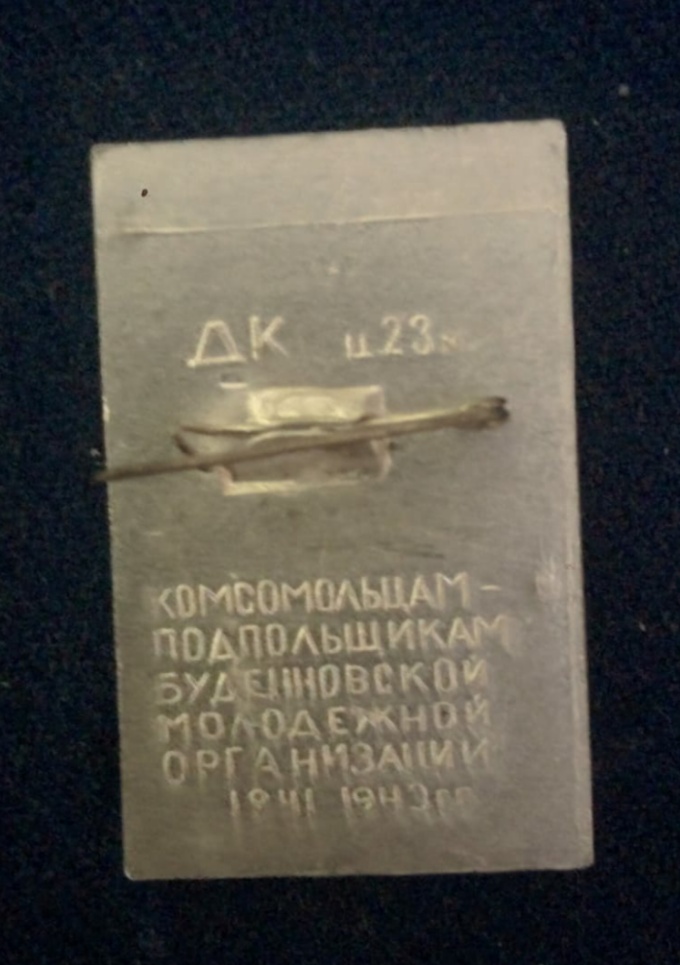 ДК ц. 23к.
КОМСОМОЛЬЦАМ-
ПОДПОЛЬЩИКАМ
БУДЕННОВСКОЙ
МОЛОДЕЖНОЙ
ОРГАНИЗАЦИИ
1941 1943 гг